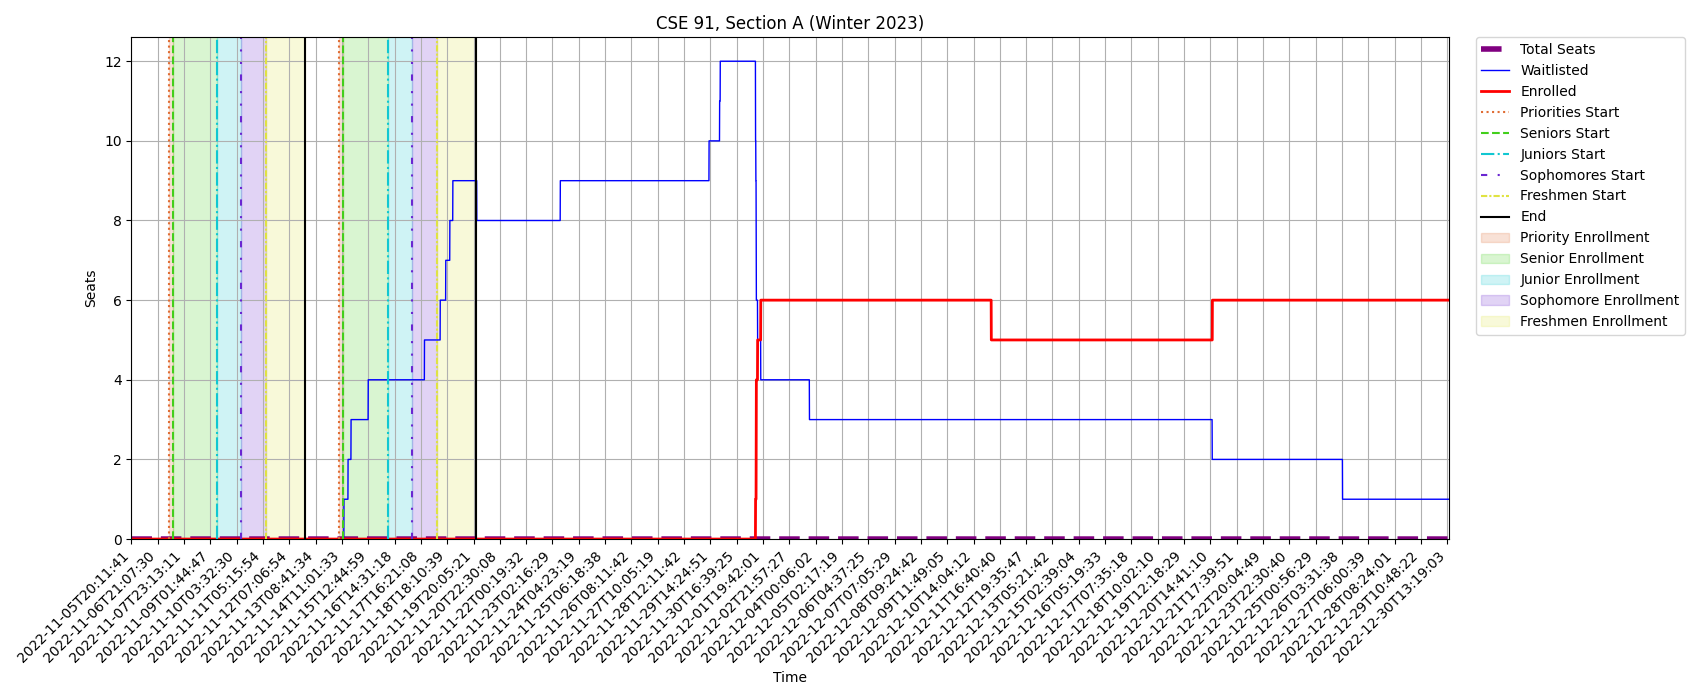 CSE 91, Section A (Winter 2023)
Seats
12
10
8
6
4
2
0
2022-11-05T20:11:41
2022-11-06T21:07:30
2022-11-07T23:13:11
2022-11-09T01:44:47
2022-11-10T03:32:30
2022-11-11T05:15:54
2022-11-12T07:06:54
2022-11-13T08:41:34
2022-11-14T11:01:33
2022-11-15T12:44:59
2022-11-16T14:31:18
2022-11-17T16:21:08
2022-11-18T18:10:39
2022-11-19T20:05:21
2022-11-20T22:30:08
2022-11-22T00:19:32
2022-11-23T02:16:29
2022-11-24T04:23:19
2022-11-25T06:18:38
2022-11-26T08:11:42
2022-11-27T10:05:19
2022-11-28T12:11:42
2022-11-29T14:24:51
2022-11-30T16:39:25
2022-12-01T19:42:01
2022-12-02T21:57:27
2022-12-04T00:06:02
2022-12-05T02:17:19
2022-12-06T04:37:25
2022-12-07T07:05:29
2022-12-08T09:24:42
2022-12-09T11:49:05
2022-12-10T14:04:12
2022-12-11T16:40:40
2022-12-12T19:35:47
2022-12-13T05:21:42
2022-12-15T02:39:04
2022-12-16T05:19:33
2022-12-17T07:35:18
2022-12-18T10:02:10
2022-12-19T12:18:29
2022-12-20T14:41:10
2022-12-21T17:39:51
2022-12-22T20:04:49
2022-12-23T22:30:40
2022-12-25T00:56:29
2022-12-26T03:31:38
2022-12-27T06:00:39
2022-12-28T08:24:01
2022-12-29T10:48:22
2022-12-30T13:19:03
Time
Total Seats
Waitlisted
Enrolled
Priorities Start
Seniors Start
Juniors Start
Sophomores Start
Freshmen Start
End
Priority Enrollment
Senior Enrollment
Junior Enrollment
Sophomore Enrollment
Freshmen Enrollment